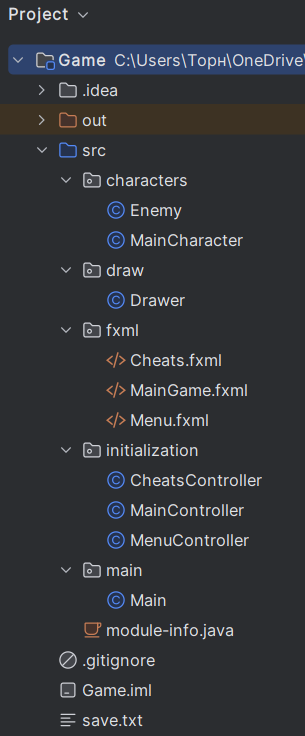 Project
Game C:\Users\Торн\OneDrive\
.idea
out
src
characters
Enemy
MainCharacter
draw
Drawer
fxml
Cheats.fxml
MainGame.fxml
Menu.fxml
initialization
CheatsController
MainController
MenuController
main
Main
module-info.java
.gitignore
Game.iml
save.txt